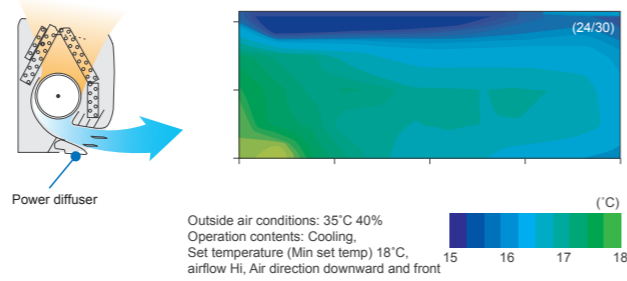 (24/30)
Power diffuser
Outside air conditions: 35˚C 40%
Operation contents: Cooling,
Set temperature (Min set temp) 18˚C,
airflow Hi, Air direction downward and front
(˚C)
15 16 17 18